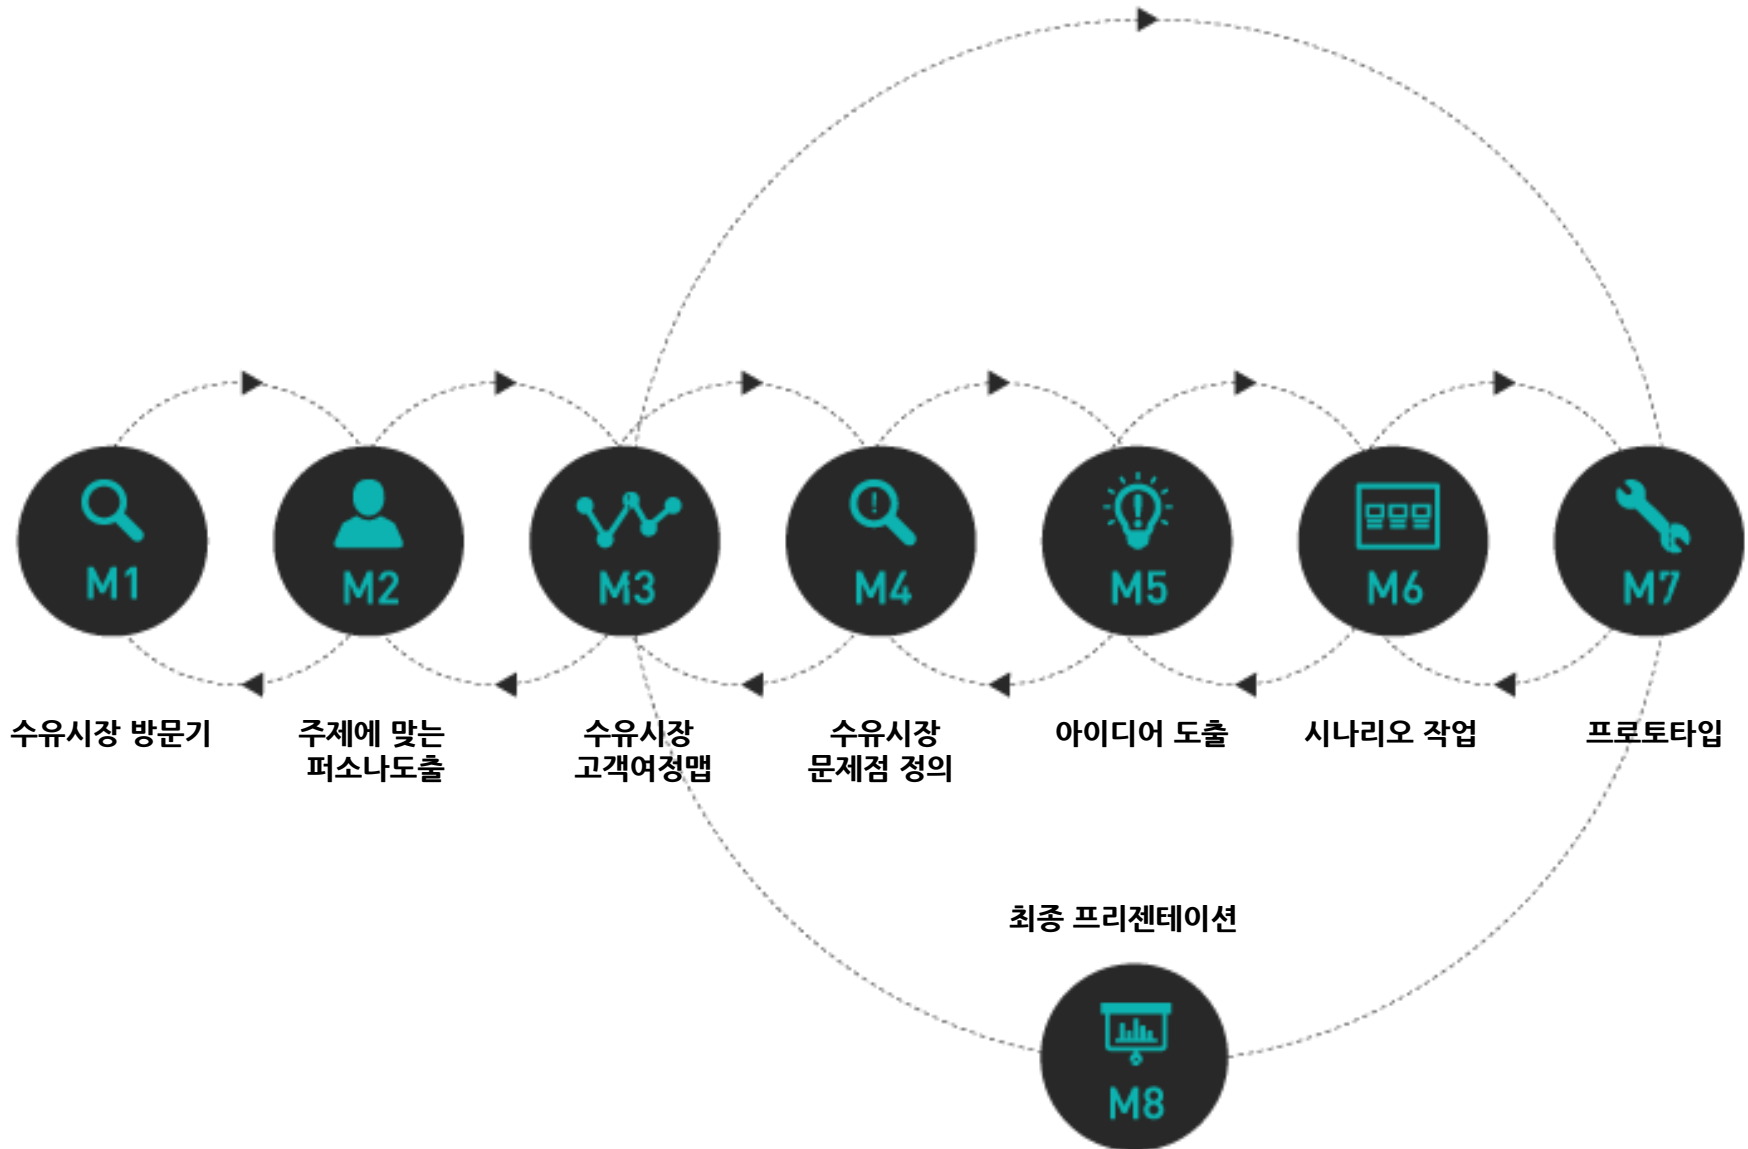 M1
M2
M3
M4
M5
M6
M7
수유시장 방문기
주제에 맞는
퍼소나도출
수유시장
고객여정맵
수유시장
문제점 정의
아이디어 도출
시나리오 작업
프로토타입
최종 프리젠테이션
M8